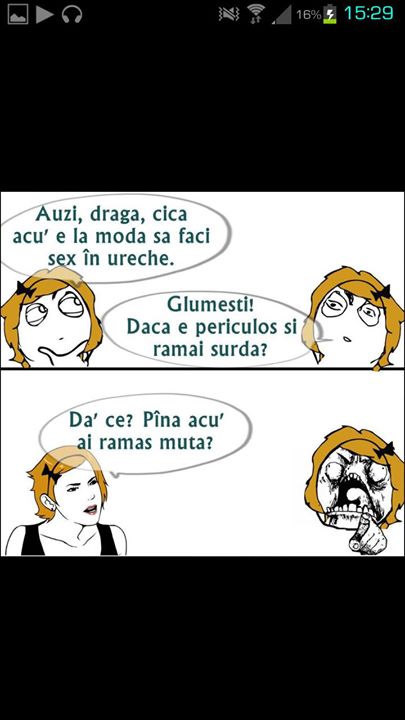 16% 15:29
Auzi, draga, cica
acu' e la moda sa faci
sex în ureche.
Glumesti!
Daca e periculos si
ramai surda?
Da' ce? Pîna acu'
ai ramas muta?